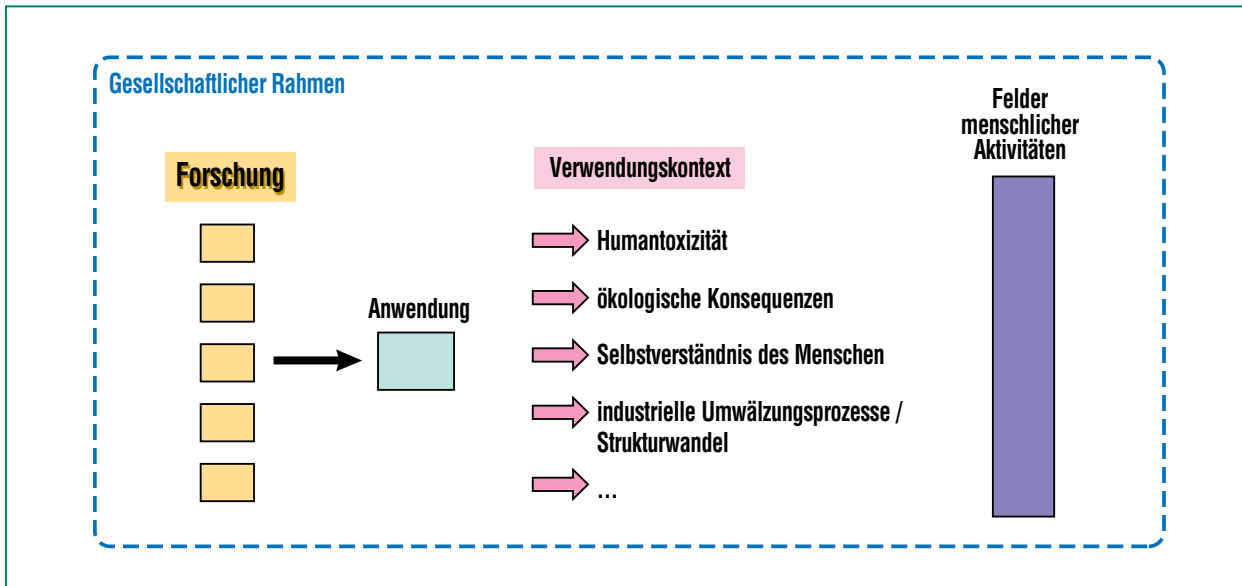 Gesellschaftlicher Rahmen
Felder
menschlicher
Aktivitäten
Forschung
Verwendungskontext
Humantoxizität
ökologische Konsequenzen
Anwendung
Selbstverständnis des Menschen
industrielle Umwälzungsprozesse /
Strukturwandel
...